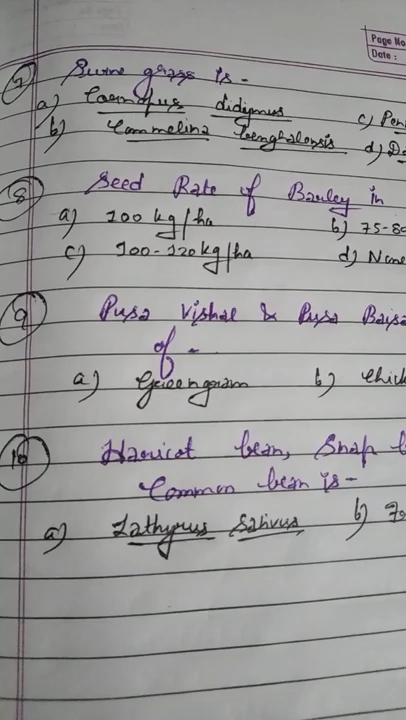 Page No
Date :
7 Swine grass is -
a) Coronopus didymus c) Pen
b) Commelina benghalensis d) Da
8 Seed Rate of Barley in
a) 100 kg/ha b) 75-80
c) 100-120 kg/ha d) None
9 Pusa Vishal & Pusa Baisa
of -
a) Greengram b) Chick
10 Haricot bean, Snap b
Common bean is -
a) Lathyrus Sativus b)